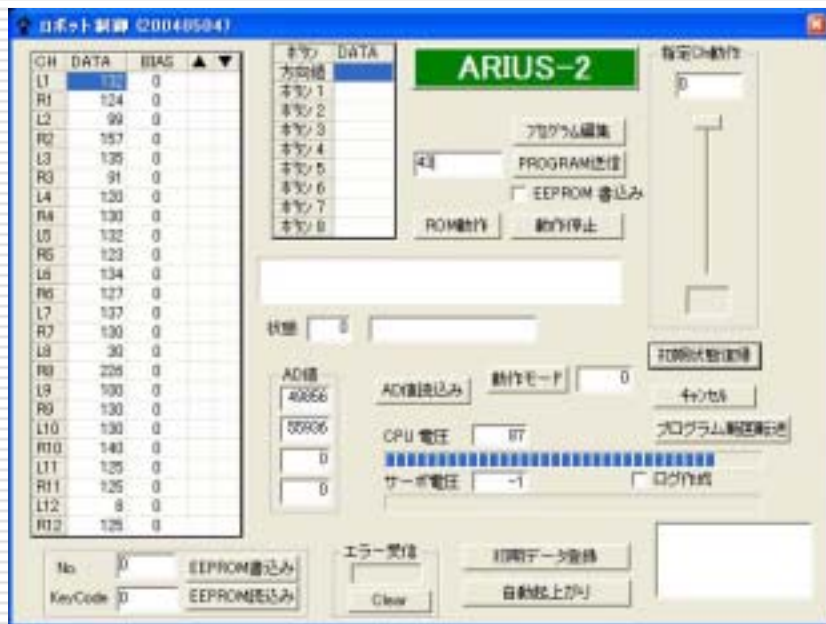 ロボット制御 (20040504)
CH DATA BIAS ▲ ▼
L1 132 0
R1 124 0
L2 99 0
R2 157 0
L3 135 0
R3 91 0
L4 120 0
R4 130 0
L5 132 0
R5 123 0
L6 134 0
R6 127 0
L7 137 0
R7 130 0
L8 30 0
R8 226 0
L9 100 0
R9 130 0
L10 130 0
R10 140 0
L11 125 0
R11 125 0
L12 8 0
R12 125 0
ボタン DATA
方向値
ボタン 1
ボタン 2
ボタン 3
ボタン 4
ボタン 5
ボタン 6
ボタン 7
ボタン 8
ARIUS-2
指定Ch動作
0
プログラム編集
43
PROGRAM送信
EEPROM 書込み
ROM動作
動作停止
状態 0
初期状態復帰
AD値
49856
55936
0
0
AD値読込み
動作モード 0
キャンセル
プログラム範囲転送
CPU 電圧 87
サーボ電圧 -1
ログ作成
No 0
EEPROM書込み
KeyCode 0
EEPROM読込み
エラー受信
Clear
初期データ登録
自動起上がり